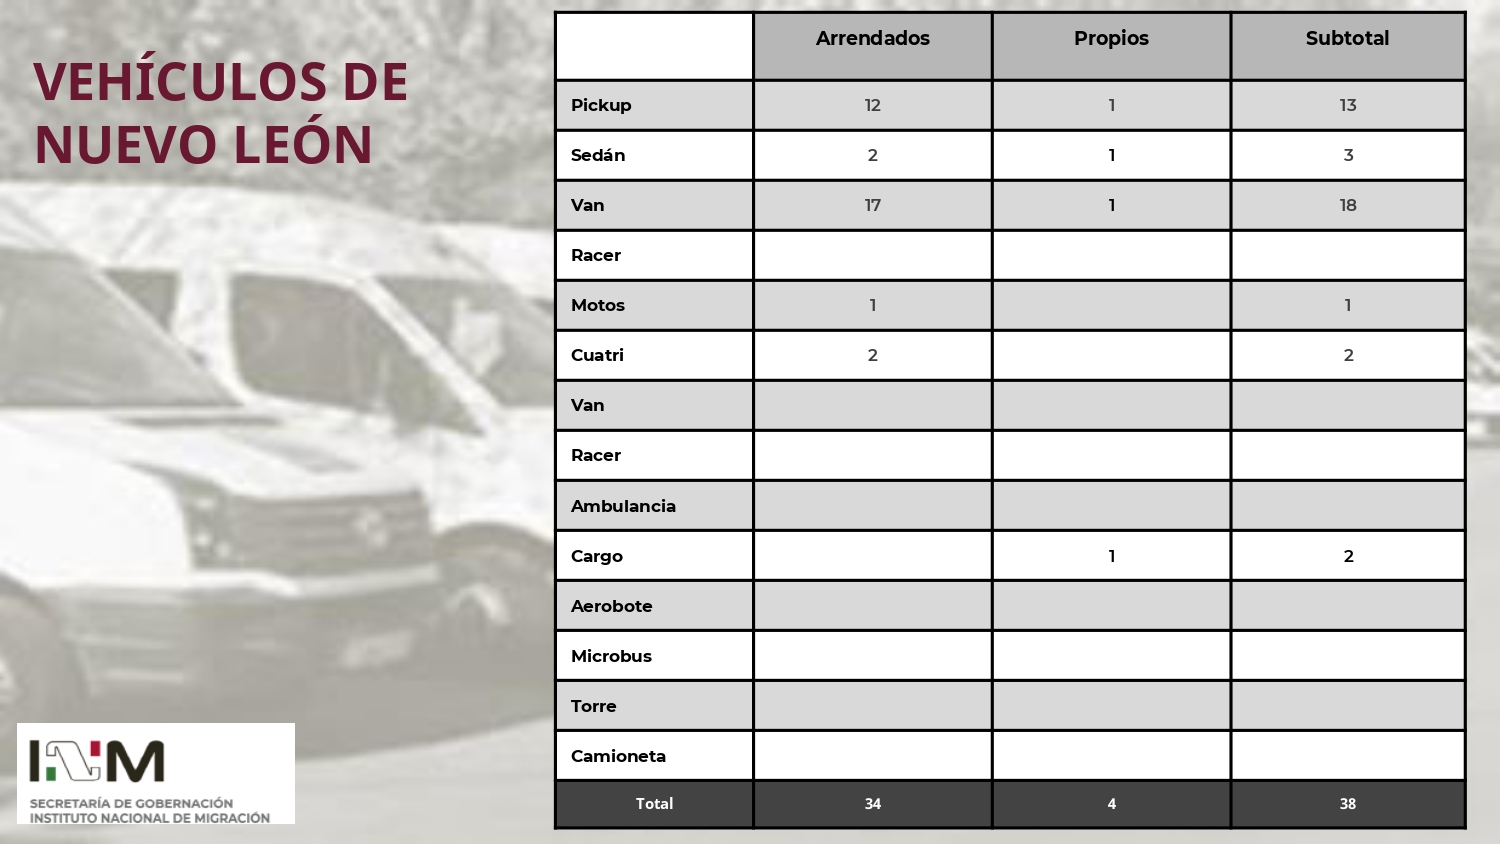 VEHÍCULOS DE
NUEVO LEÓN
Arrendados Propios Subtotal
Pickup 12 1 13
Sedán 2 1 3
Van 17 1 18
Racer
Motos 1 1
Cuatri 2 2
Van
Racer
Ambulancia
Cargo 1 2
Aerobote
Microbus
Torre
Camioneta
Total 34 4 38
INM
SECRETARÍA DE GOBERNACIÓN
INSTITUTO NACIONAL DE MIGRACIÓN